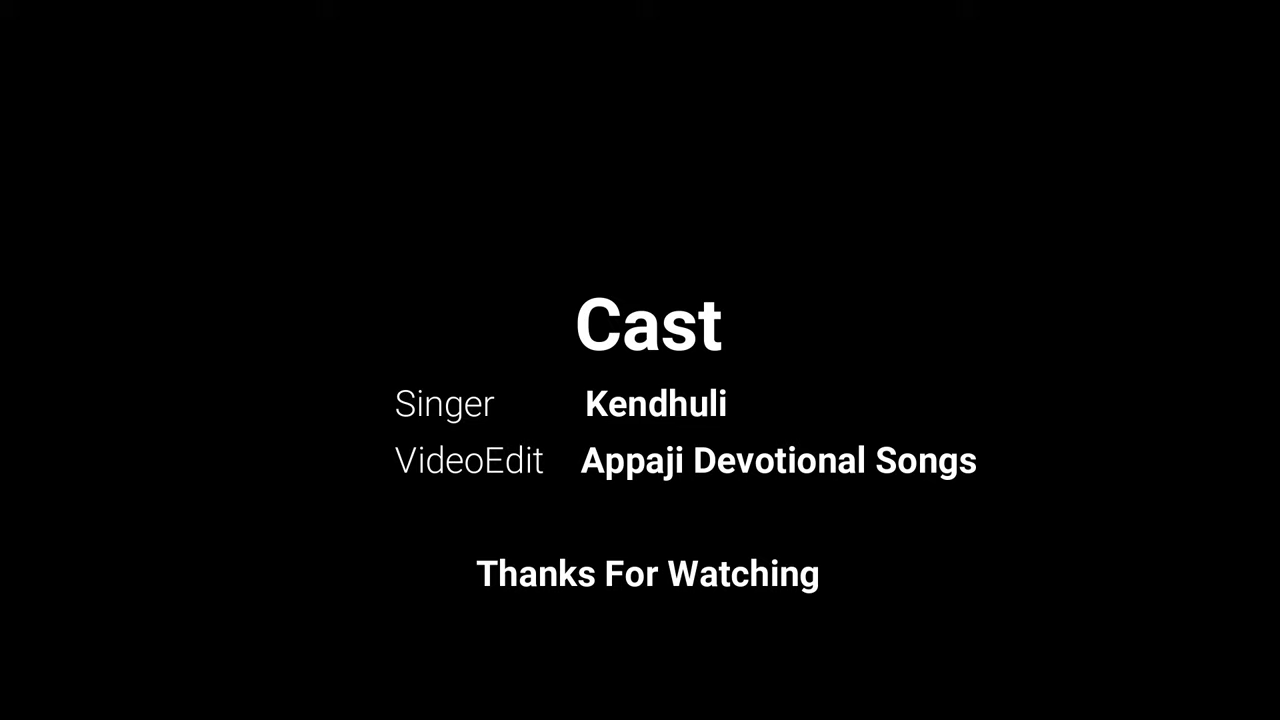 Cast
Singer Kendhuli
VideoEdit Appaji Devotional Songs
Thanks For Watching